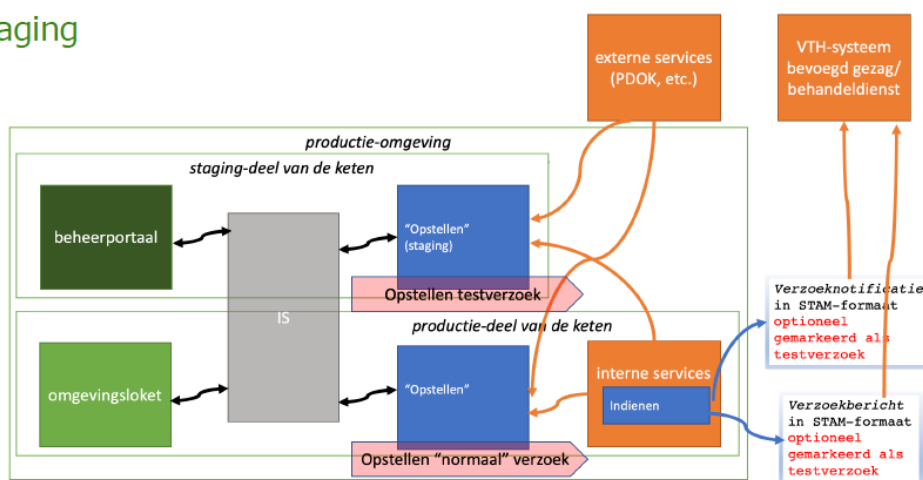 aging
externe services
(PDOK, etc.)
VTH-systeem
bevoegd gezag/
behandeldienst
productie-omgeving
staging-deel van de keten
beheerportaal
"Opstellen"
(staging)
Opstellen testverzoek
IS
productie-deel van de keten
omgevingsloket
"Opstellen"
interne services
Indienen
Opstellen "normaal" verzoek
Verzoeknotificatie
in STAM-formaat
optioneel
gemarkeerd als
testverzoek
Verzoekbericht
in STAM-formaat
optioneel
gemarkeerd als
testverzoek